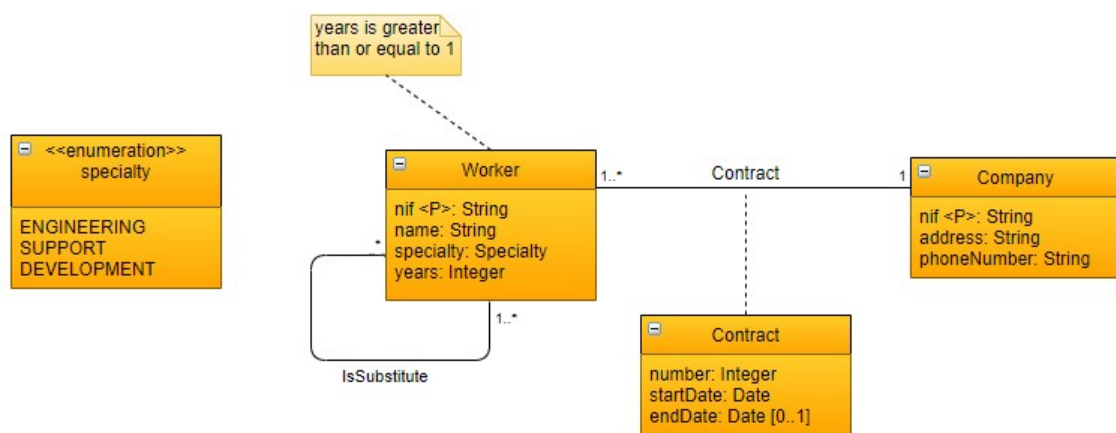 years is greater
than or equal to 1
<<enumeration>>
specialty
ENGINEERING
SUPPORT
DEVELOPMENT
Worker
nif <P>: String
name: String
specialty: Specialty
years: Integer
*
1..*
IsSubstitute
1..*
Contract
1
Company
nif <P>: String
address: String
phoneNumber: String
Contract
number: Integer
startDate: Date
endDate: Date [0..1]